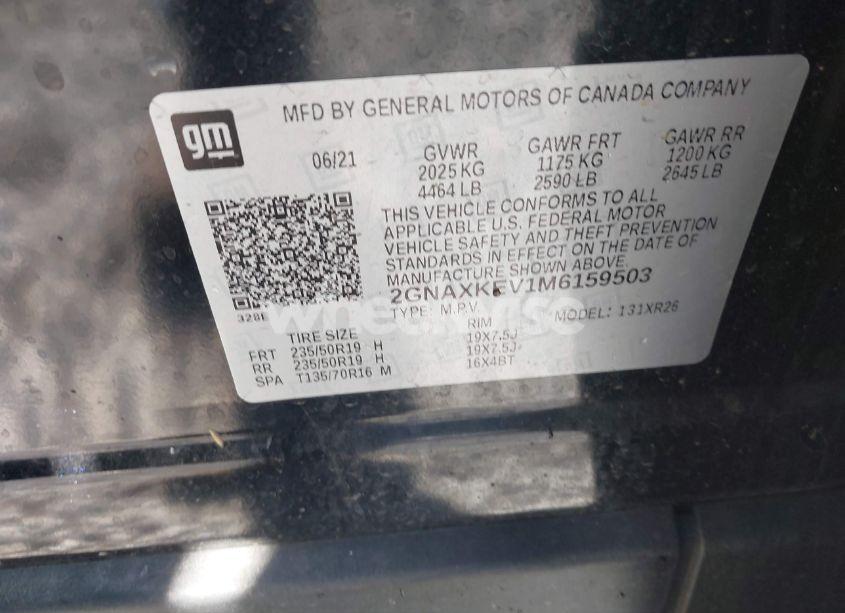 MFD BY GENERAL MOTORS OF CANADA COMPANY
gm
06/21 GVWR GAWR FRT GAWR RR
2025 KG 1175 KG 1200 KG
4464 LB 2590 LB 2645 LB
THIS VEHICLE CONFORMS TO ALL
APPLICABLE U.S. FEDERAL MOTOR
VEHICLE SAFETY AND THEFT PREVENTION
STANDARDS IN EFFECT ON THE DATE OF
MANUFACTURE SHOWN ABOVE.
2GNAXKEV1M6159503
TYPE: M.P.V. MODEL: 131XR26
328E
wheelwise
TIRE SIZE RIM
FRT 235/50R19 H 19X7.5J
RR 235/50R19 H 19X7.5J
SPA T135/70R16 M 16X4BT